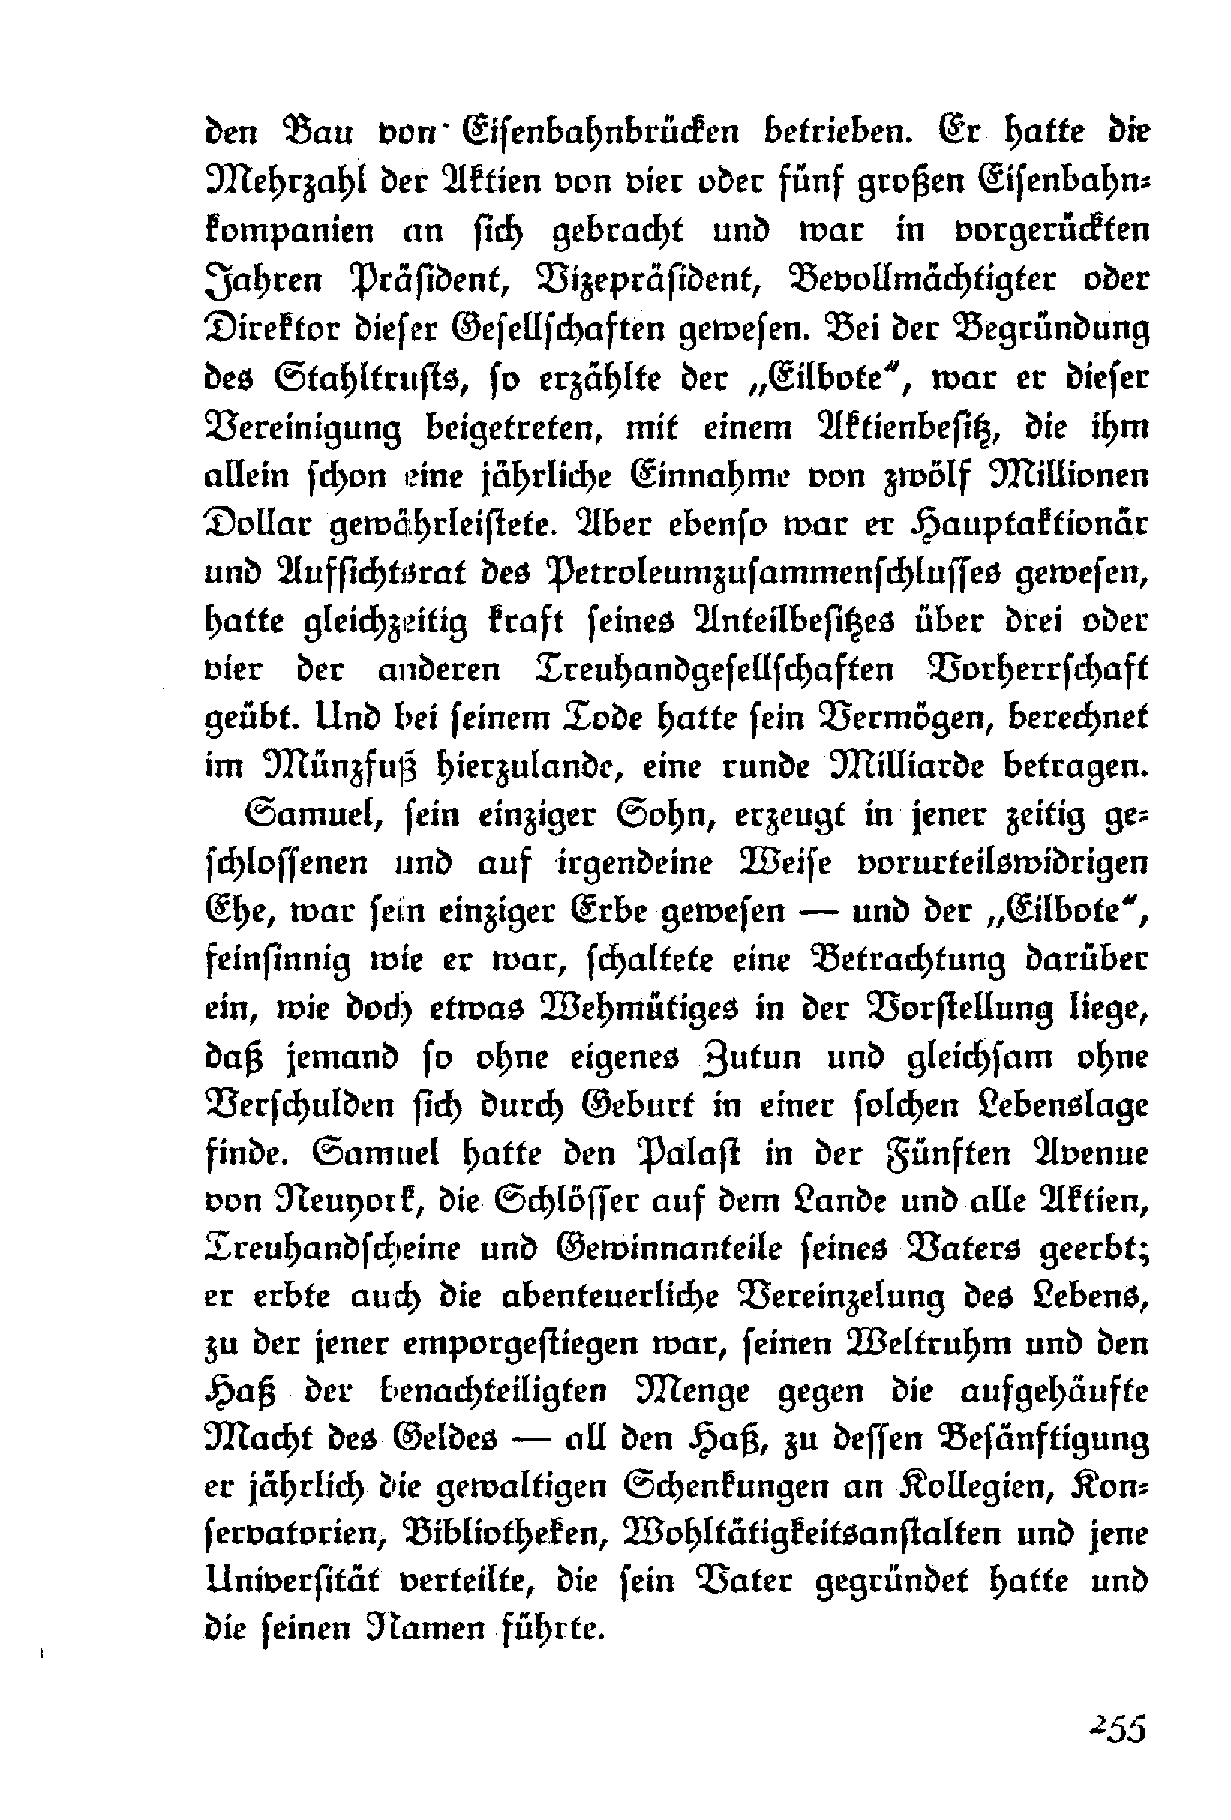 den Bau von Eisenbahnbrücken betrieben. Er hatte die
Mehrzahl der Aktien von vier oder fünf großen Eisenbahn-
kompanien an sich gebracht und war in vorgerückten
Jahren Präsident, Vizepräsident, Bevollmächtigter oder
Direktor dieser Gesellschaften gewesen. Bei der Begründung
des Stahltrusts, so erzählte der „Eilbote“, war er dieser
Vereinigung beigetreten, mit einem Aktienbesitz, die ihm
allein schon eine jährliche Einnahme von zwölf Millionen
Dollar gewährleistete. Aber ebenso war er Hauptaktionär
und Aufsichtsrat des Petroleumzusammenschlusses gewesen,
hatte gleichzeitig kraft seines Anteilbesitzes über drei oder
vier der anderen Treuhandgesellschaften Vorherrschaft
geübt. Und bei seinem Tode hatte sein Vermögen, berechnet
im Münzfuß hierzulande, eine runde Milliarde betragen.
Samuel, sein einziger Sohn, erzeugt in jener zeitig ge-
schlossenen und auf irgendeine Weise vorurteilswidrigen
Ehe, war sein einziger Erbe gewesen — und der „Eilbote“,
feinsinnig wie er war, schaltete eine Betrachtung darüber
ein, wie doch etwas Wehmütiges in der Vorstellung liege,
daß jemand so ohne eigenes Zutun und gleichsam ohne
Verschulden sich durch Geburt in einer solchen Lebenslage
finde. Samuel hatte den Palast in der Fünften Avenue
von Neuyork, die Schlösser auf dem Lande und alle Aktien,
Treuhandscheine und Gewinnanteile seines Vaters geerbt;
er erbte auch die abenteuerliche Vereinzelung des Lebens,
zu der jener emporgestiegen war, seinen Weltruhm und den
Haß der benachteiligten Menge gegen die aufgehäufte
Macht des Geldes — all den Haß, zu dessen Besänftigung
er jährlich die gewaltigen Schenkungen an Kollegien, Kon-
servatorien, Bibliotheken, Wohltätigkeitsanstalten und jene
Universität verteilte, die sein Vater gegründet hatte und
die seinen Namen führte.
255